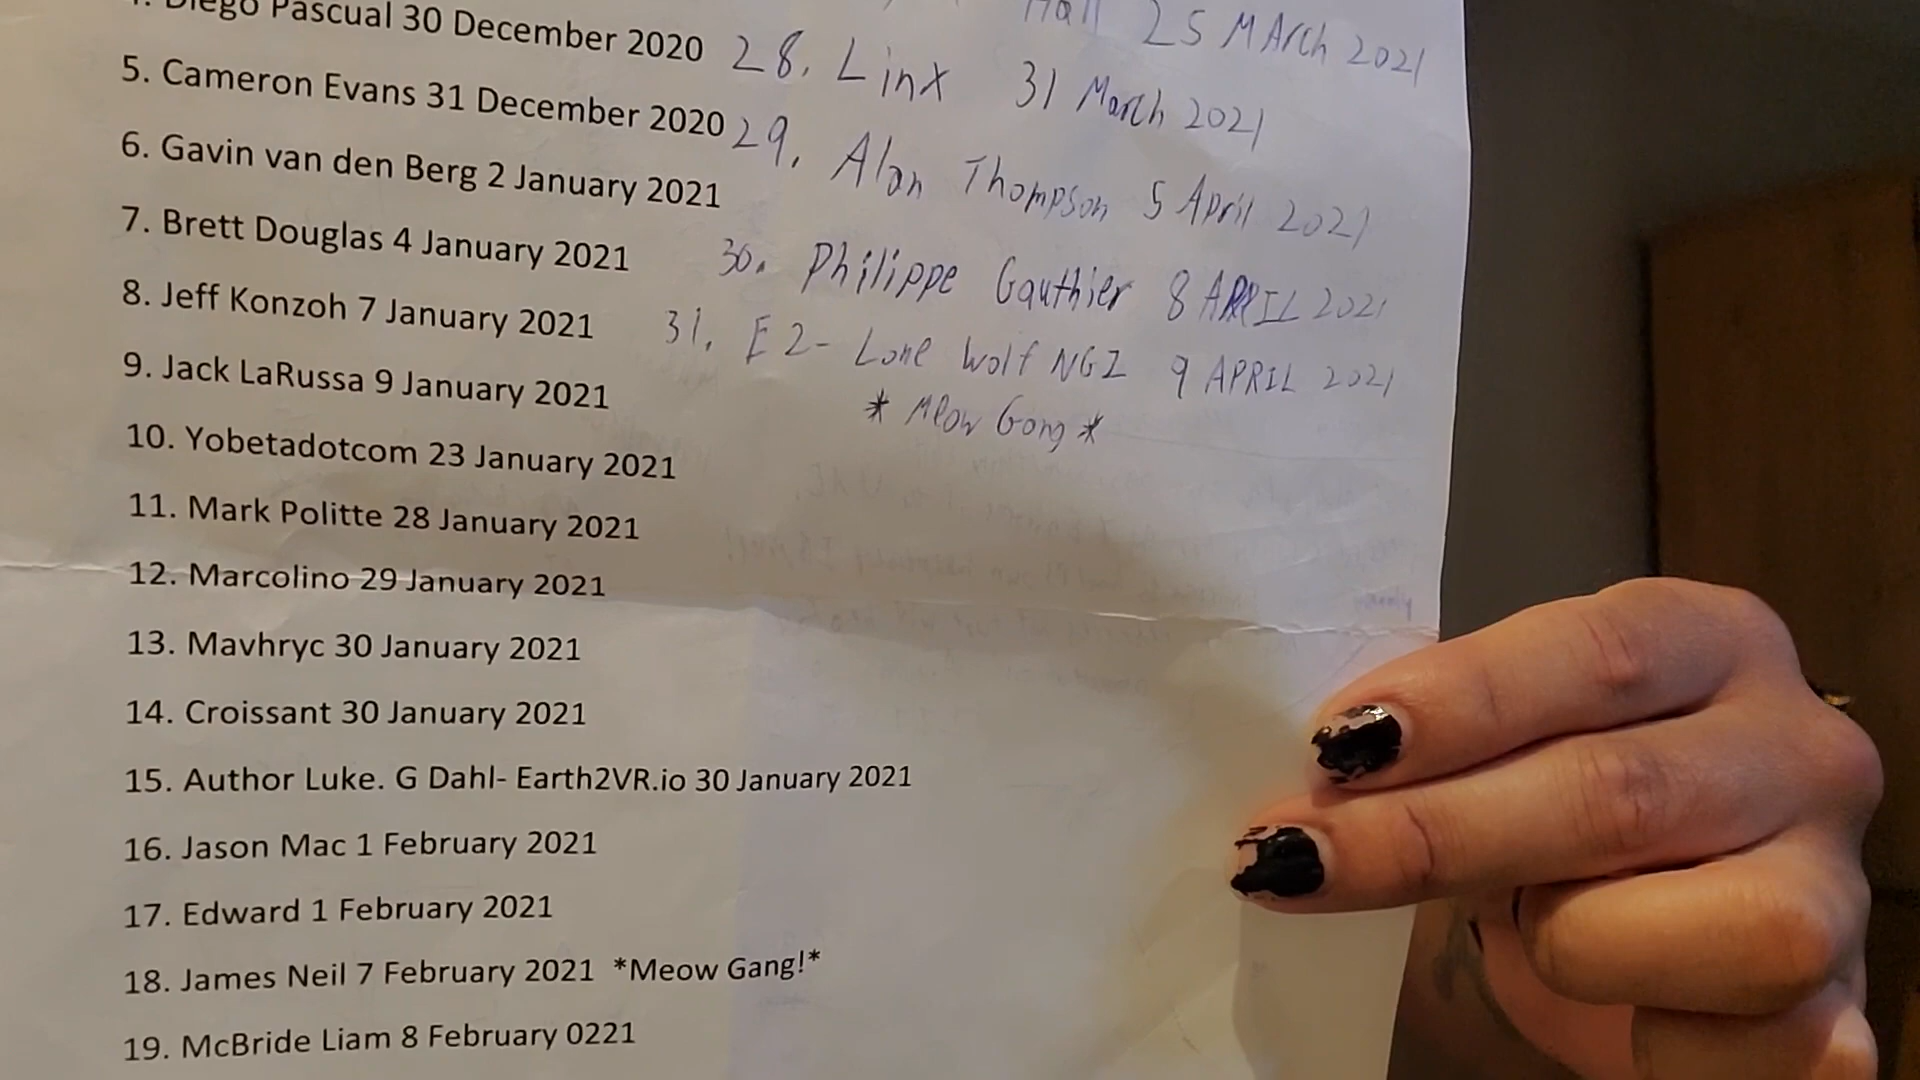 4. Diego Pascual 30 December 2020
5. Cameron Evans 31 December 2020
6. Gavin van den Berg 2 January 2021
7. Brett Douglas 4 January 2021
8. Jeff Konzoh 7 January 2021
9. Jack LaRussa 9 January 2021
10. Yobetadotcom 23 January 2021
11. Mark Politte 28 January 2021
12. Marcolino 29 January 2021
13. Mavhryc 30 January 2021
14. Croissant 30 January 2021
15. Author Luke. G Dahl- Earth2VR.io 30 January 2021
16. Jason Mac 1 February 2021
17. Edward 1 February 2021
18. James Neil 7 February 2021 *Meow Gang!*
19. McBride Liam 8 February 0221
Hall 25 MArch 2021
28. Linx 31 March 2021
29. Alan Thompson 5 April 2021
30. Philippe Gauthier 8 APRIL 2021
31. E2- Lone Wolf NGZ 9 APRIL 2021
* Meow Gang *